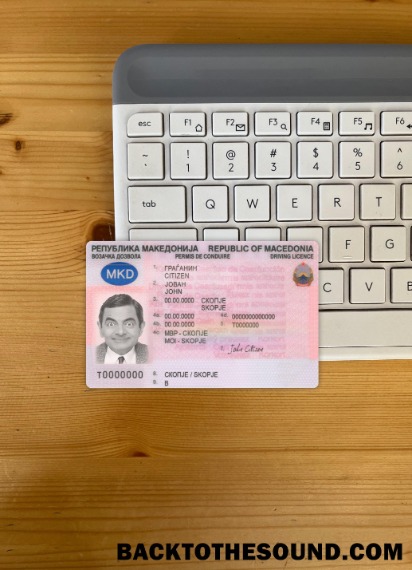 esc F1 F2 F3 F4 F5 F6
~ ! @ # $ % ^
1 2 3 4 5 6
tab Q W E R T
F G
C V B
РЕПУБЛИКА МАКЕДОНИЈА REPUBLIC OF MACEDONIA
ВОЗАЧКА ДОЗВОЛА PERMIS DE CONDUIRE DRIVING LICENCE
MKD
1. ГРАЃАНИН
CITIZEN
2. ЈОВАН
JOHN
3. 00.00.0000 СКОПЈЕ
SKOPJE
4a. 00.00.0000 4d. 0000000000000
4b. 00.00.0000 5. T0000000
4c. МВР - СКОПЈЕ
MOI - SKOPJE
7. John Citizen
T0000000
8. СКОПЈЕ / SKOPJE
9. B
BACKTOTHESOUND.COM